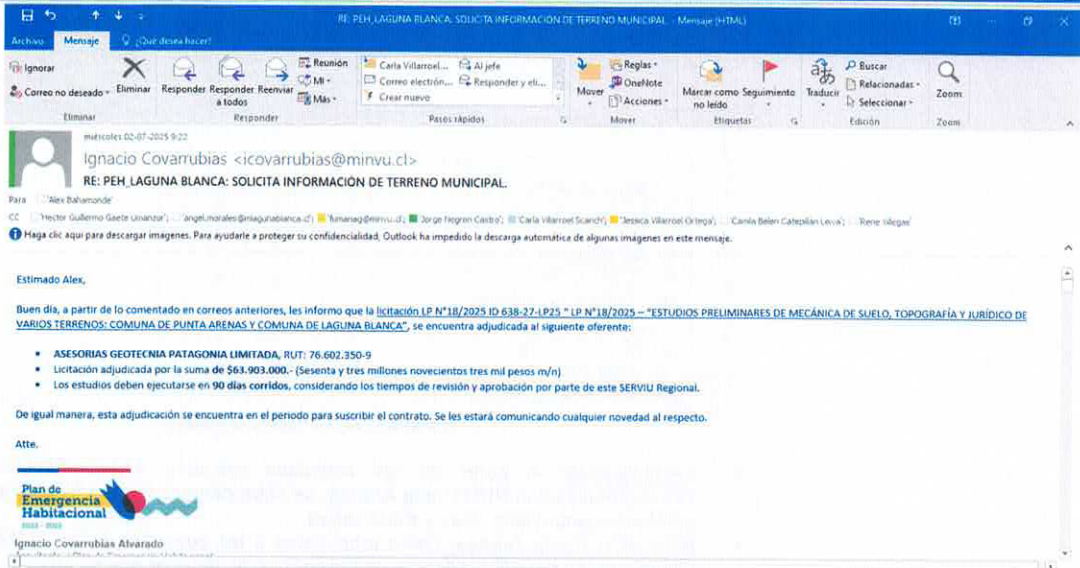 RE: PEH_LAGUNA BLANCA: SOLICITA INFORMACIÓN DE TERRENO MUNICIPAL. - Mensaje (HTML)
Archivo Mensaje ¿Qué desea hacer?
Ignorar
Correo no deseado
Eliminar
Responder Responder a todos Reenviar
Reunión
MI
Más
Carla Villarroel... Al jefe
Correo electrón... Responder y eli...
Crear nuevo
Mover
Reglas
OneNote
Acciones
Marcar como no leído Seguimiento
Traducir
Buscar
Relacionadas
Seleccionar
Zoom
Eliminar Responder Pasos rápidos Mover Etiquetas Edición Zoom
miércoles 02-07-2025 9:22
Ignacio Covarrubias <icovarrubias@minvu.cl>
RE: PEH_LAGUNA BLANCA: SOLICITA INFORMACIÓN DE TERRENO MUNICIPAL.
Para 'Alex Bahamonde'
CC 'Hector Guillermo Gaete Umanzor'; 'Jorge Negron Castro'; 'Jessica Villarroel Ortega'; 'Rene Villegas'
Haga clic aquí para descargar imágenes. Para ayudarle a proteger su confidencialidad, Outlook ha impedido la descarga automática de algunas imágenes en este mensaje.
Estimado Alex,
Buen día, a partir de lo comentado en correos anteriores, les informo que la licitación LP N°18/2025 ID 638-27-LP25 " LP N°18/2025 – "ESTUDIOS PRELIMINARES DE MECÁNICA DE SUELO, TOPOGRAFÍA Y JURÍDICO DE
VARIOS TERRENOS: COMUNA DE PUNTA ARENAS Y COMUNA DE LAGUNA BLANCA", se encuentra adjudicada al siguiente oferente:
• ASESORIAS GEOTECNIA PATAGONIA LIMITADA, RUT: 76.602.350-9
• Licitación adjudicada por la suma de $63.903.000.- (Sesenta y tres millones novecientos tres mil pesos m/n)
• Los estudios deben ejecutarse en 90 días corridos, considerando los tiempos de revisión y aprobación por parte de este SERVIU Regional.
De igual manera, esta adjudicación se encuentra en el periodo para suscribir el contrato. Se les estará comunicando cualquier novedad al respecto.
Atte.
Plan de
Emergencia
Habitacional
Ignacio Covarrubias Alvarado